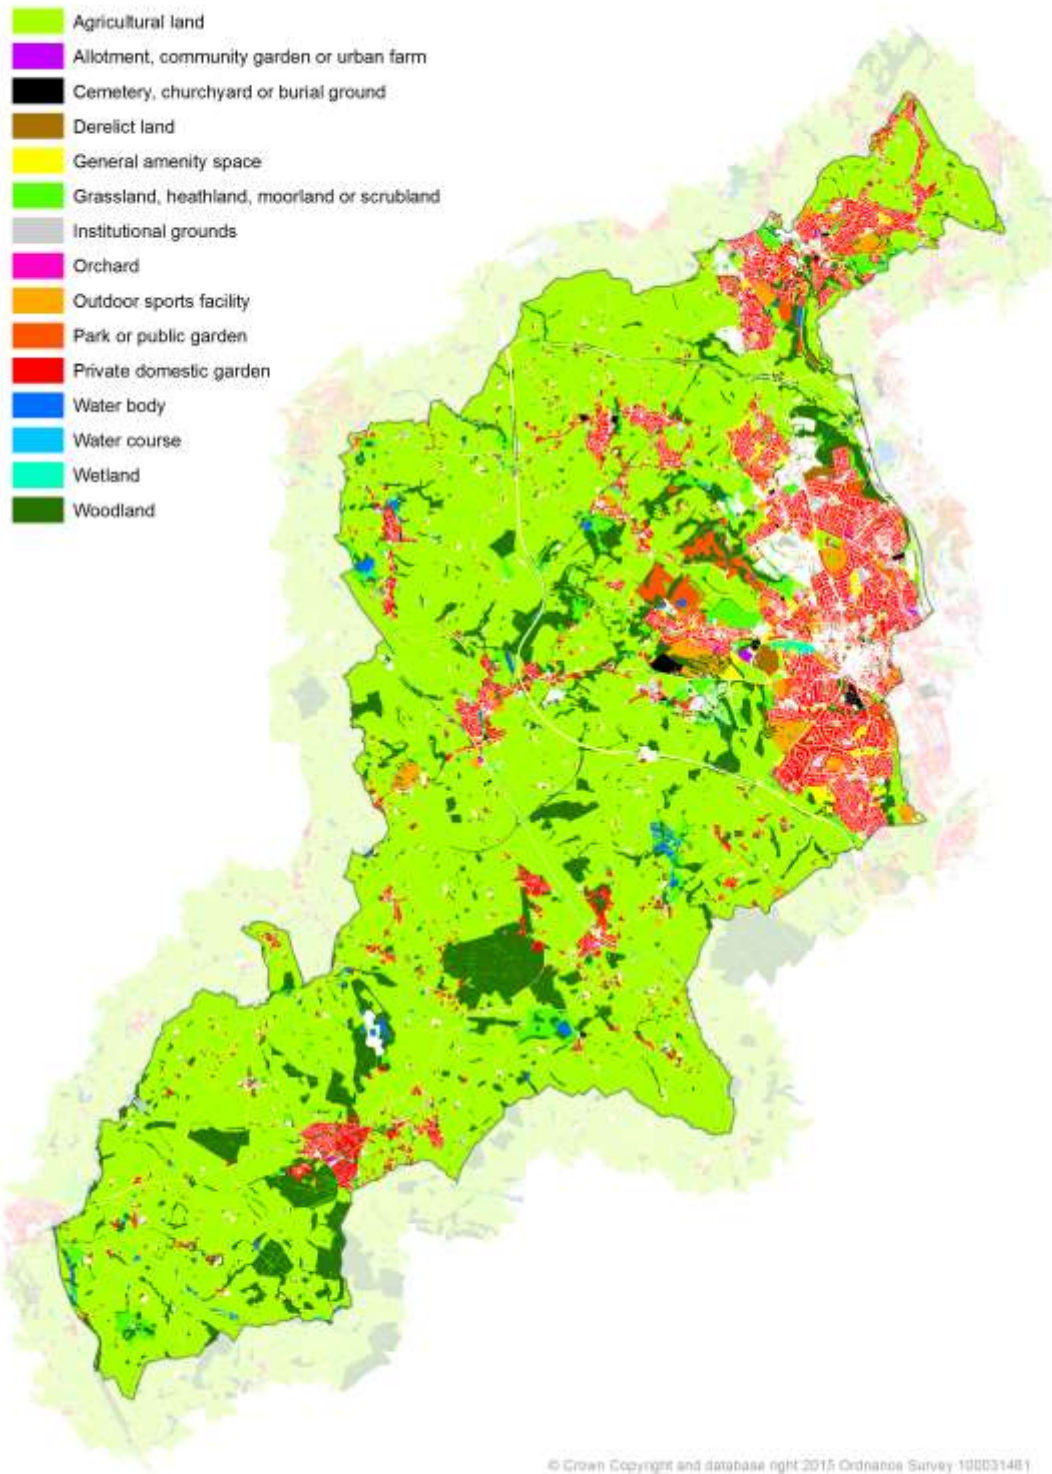 Agricultural land
Allotment, community garden or urban farm
Cemetery, churchyard or burial ground
Derelict land
General amenity space
Grassland, heathland, moorland or scrubland
Institutional grounds
Orchard
Outdoor sports facility
Park or public garden
Private domestic garden
Water body
Water course
Wetland
Woodland
© Crown Copyright and database right 2015 Ordnance Survey 100031461